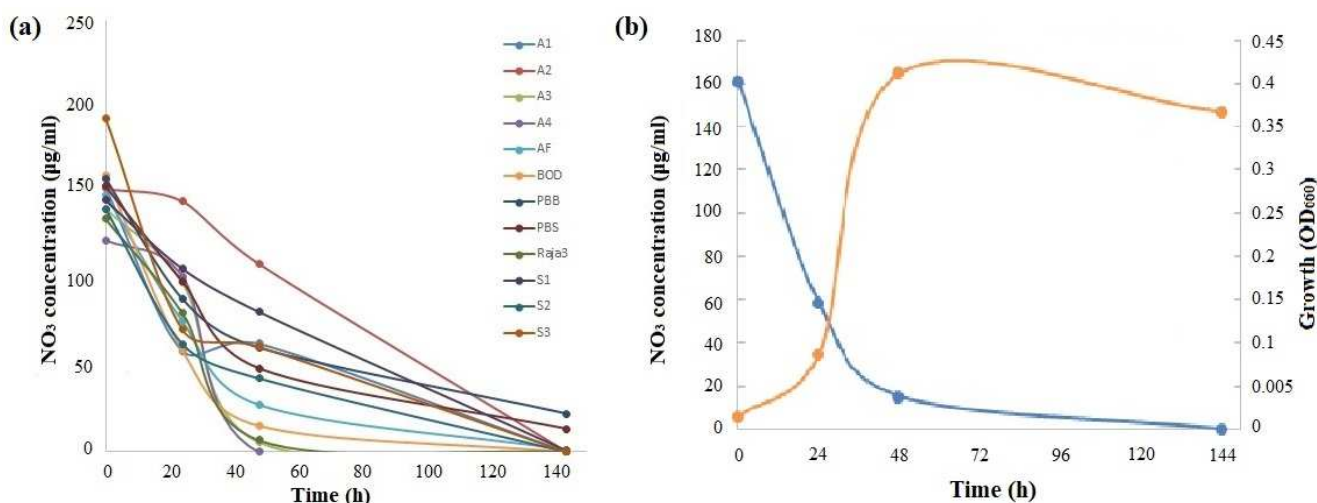 (a)
NO₃ concentration (µg/ml)
250
200
150
100
50
0
0 20 40 60 80 100 120 140
Time (h)
A1
A2
A3
A4
AF
BOD
PBB
PBS
Raja3
S1
S2
S3
(b)
NO₃ concentration (µg/ml)
180
160
140
120
100
80
60
40
20
0
0 24 48 72 96 120 144
Time (h)
0.45
0.4
0.35
0.3
0.25
0.2
0.15
0.1
0.005
0
Growth (OD₆₆₀)